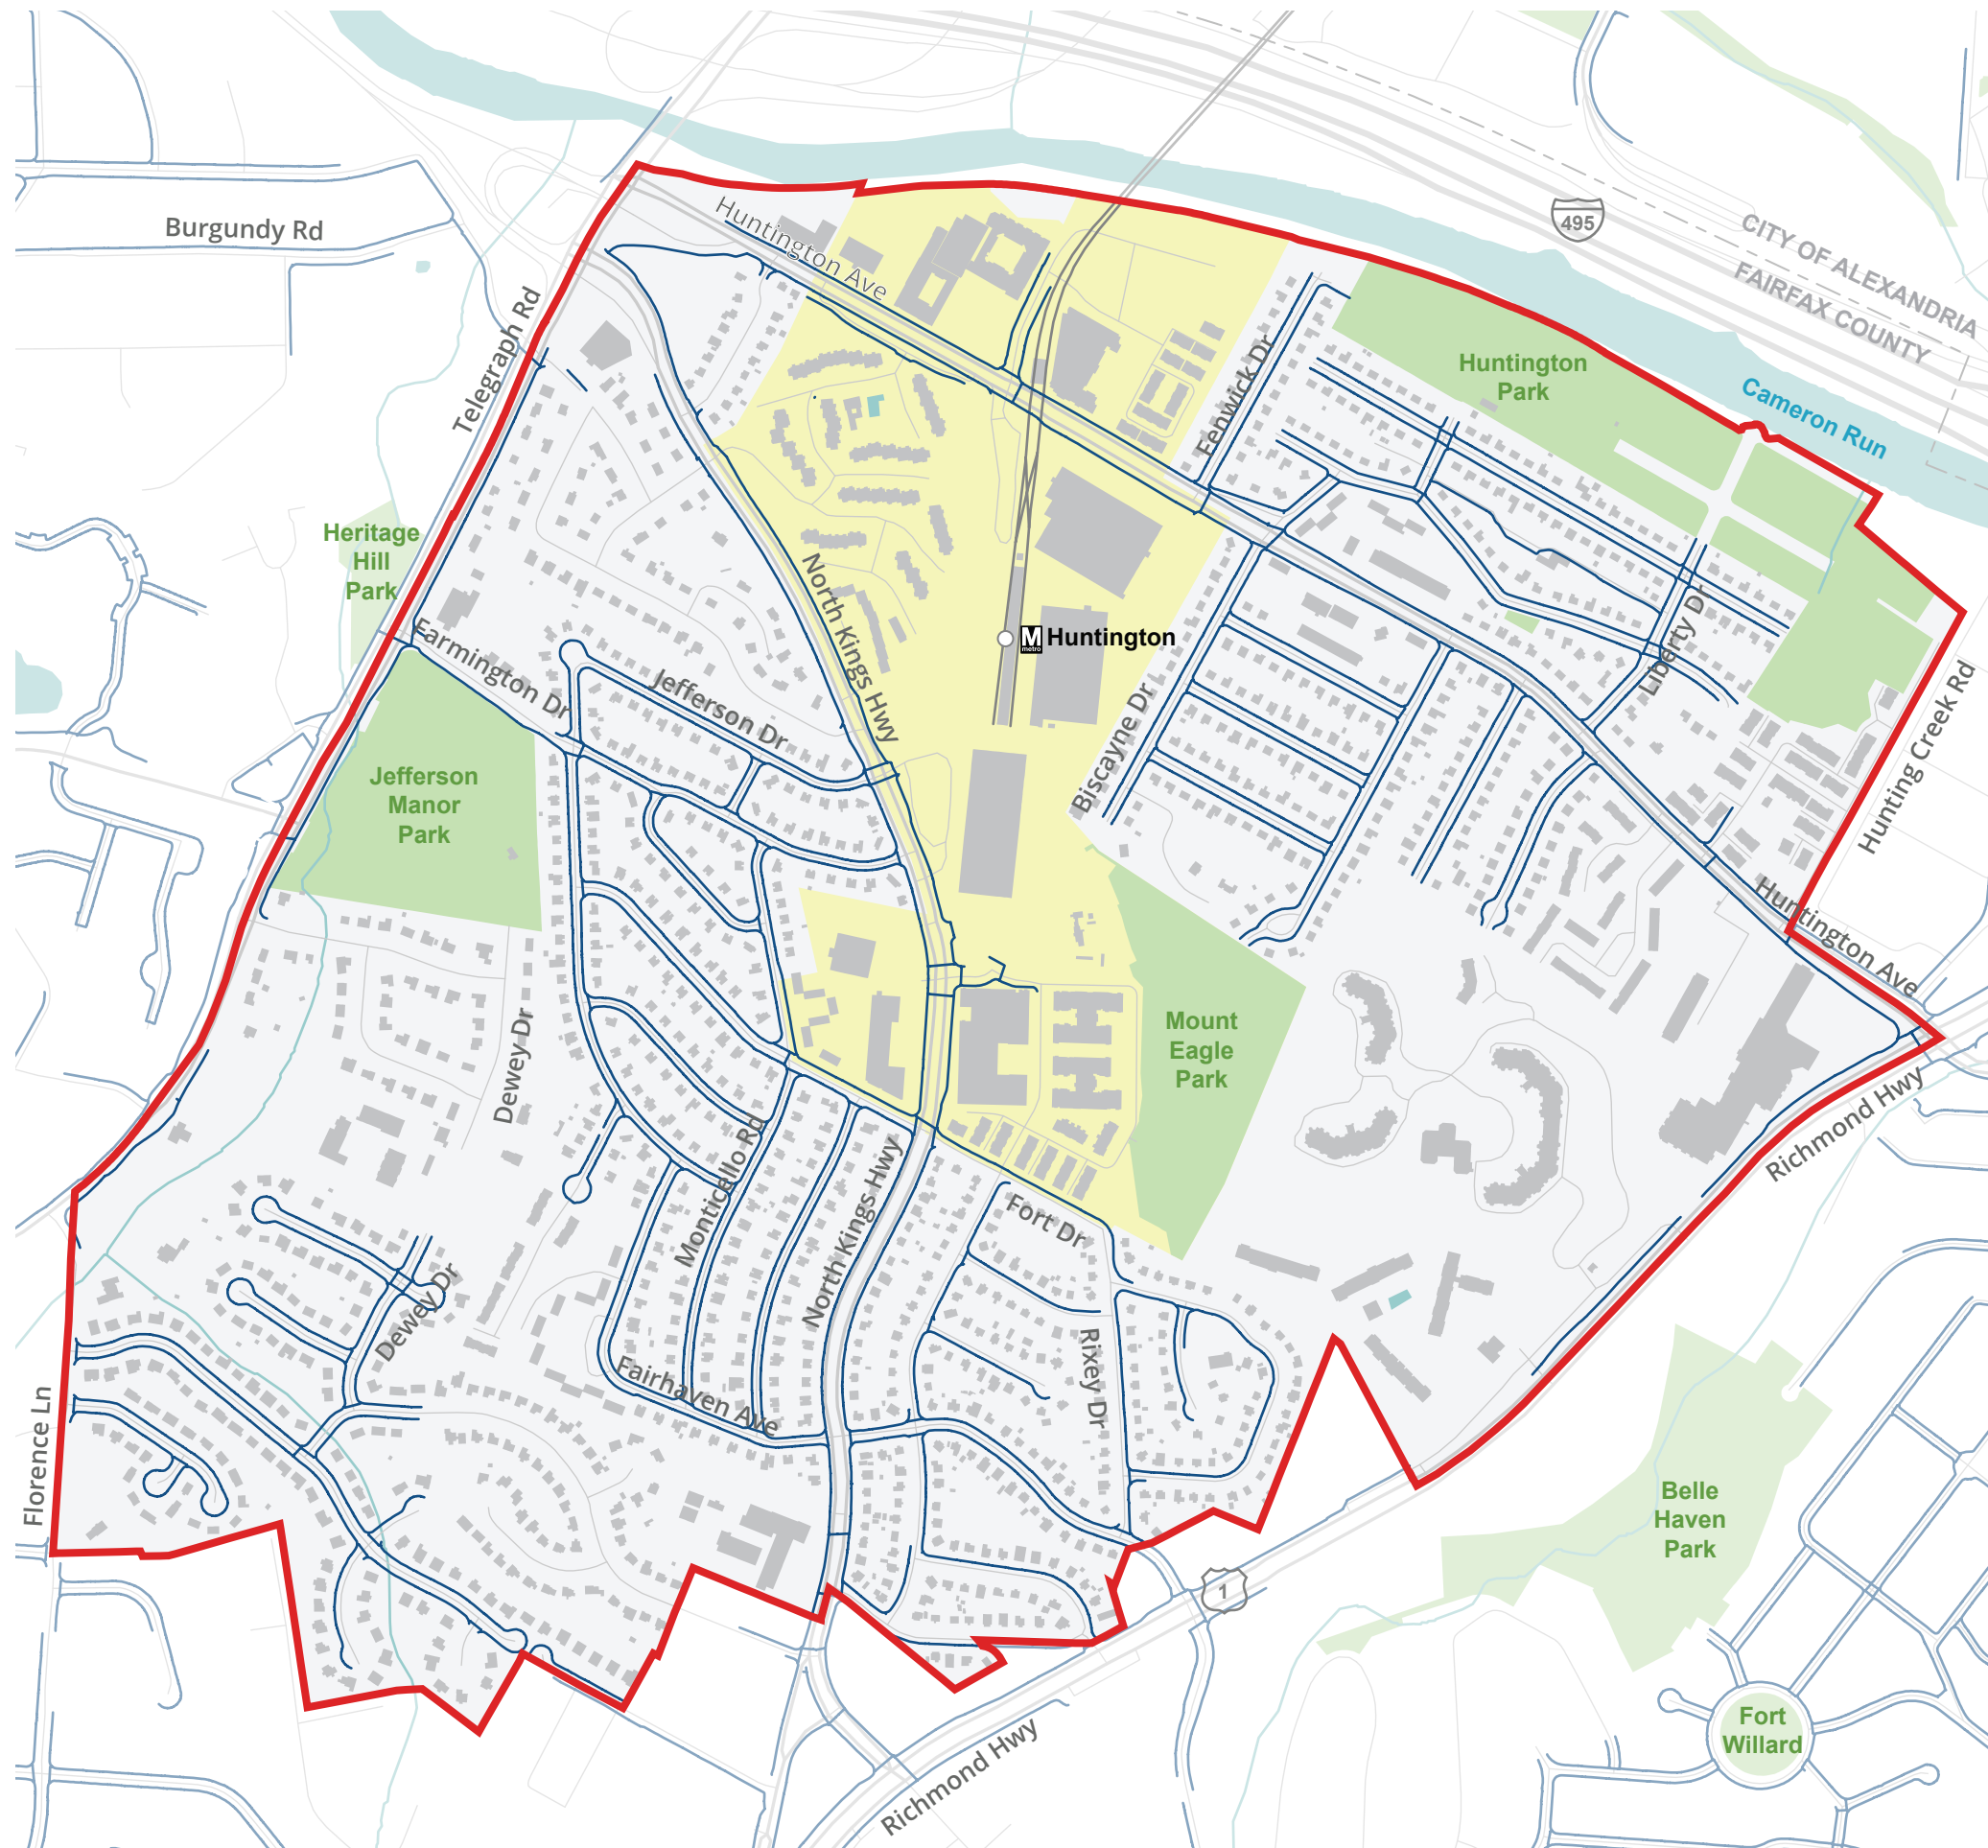 Burgundy Rd
Huntington Ave
495
CITY OF ALEXANDRIA
FAIRFAX COUNTY
Telegraph Rd
Fenwick Dr
Huntington
Park
Cameron Run
Heritage
Hill
Park
North Kings Hwy
M
metro
Huntington
Farmington Dr
Jefferson Dr
Liberty Dr
Biscayne Dr
Hunting Creek Rd
Jefferson
Manor
Park
Huntington Ave
Dewey Dr
Mount
Eagle
Park
Richmond Hwy
Monticello Rd
North Kings Hwy
Fort Dr
Dewey Dr
Rixey Dr
Fairhaven Ave
Florence Ln
Belle
Haven
Park
1
Fort
Willard
Richmond Hwy